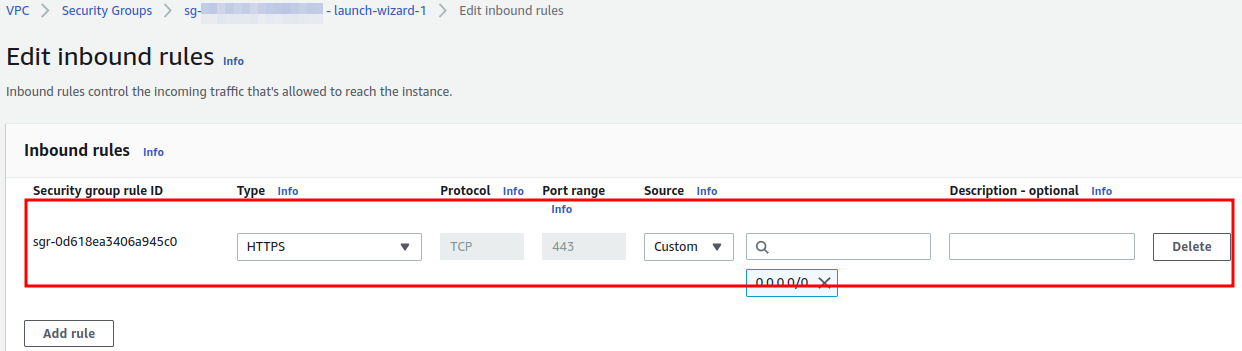 VPC > Security Groups > sg- - launch-wizard-1 > Edit inbound rules
Edit inbound rules Info
Inbound rules control the incoming traffic that's allowed to reach the instance.
Inbound rules Info
Security group rule ID Type Info Protocol Info Port range Info Source Info Description - optional Info
sgr-0d618ea3406a945c0 HTTPS TCP 443 Custom Delete
0.0.0.0/0
Add rule